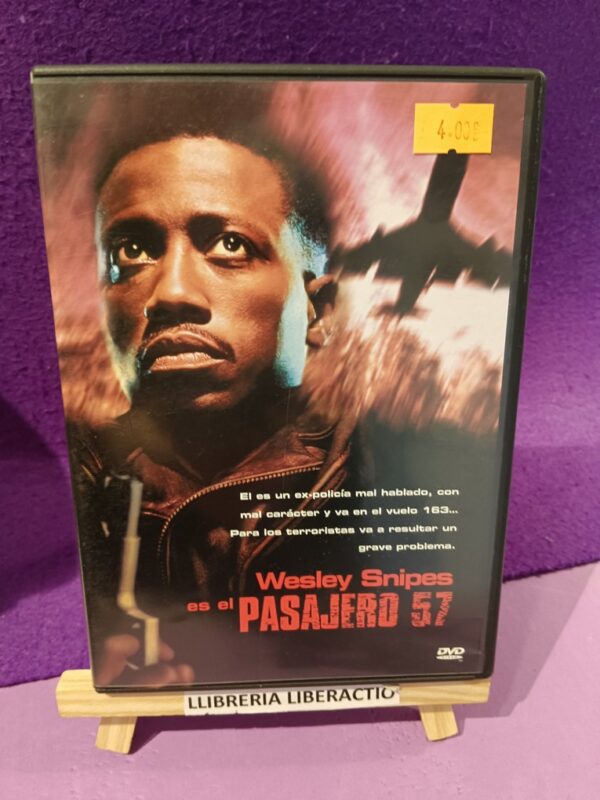 4.00€
El es un ex-policía mal hablado, con
mal carácter y va en el vuelo 163...
Para los terroristas va a resultar un
grave problema.
Wesley Snipes
es el PASAJERO 57
DVD
LLIBRERIA LIBERACTIO